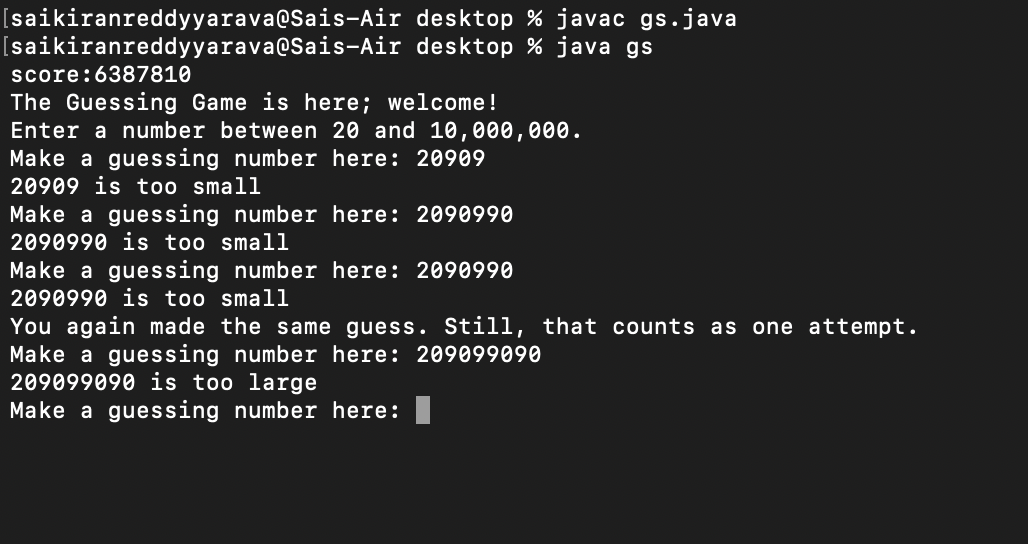 [saikiranreddyyarava@Sais-Air desktop % javac gs.java
[saikiranreddyyarava@Sais-Air desktop % java gs
score:6387810
The Guessing Game is here; welcome!
Enter a number between 20 and 10,000,000.
Make a guessing number here: 20909
20909 is too small
Make a guessing number here: 2090990
2090990 is too small
Make a guessing number here: 2090990
2090990 is too small
You again made the same guess. Still, that counts as one attempt.
Make a guessing number here: 209099090
209099090 is too large
Make a guessing number here: